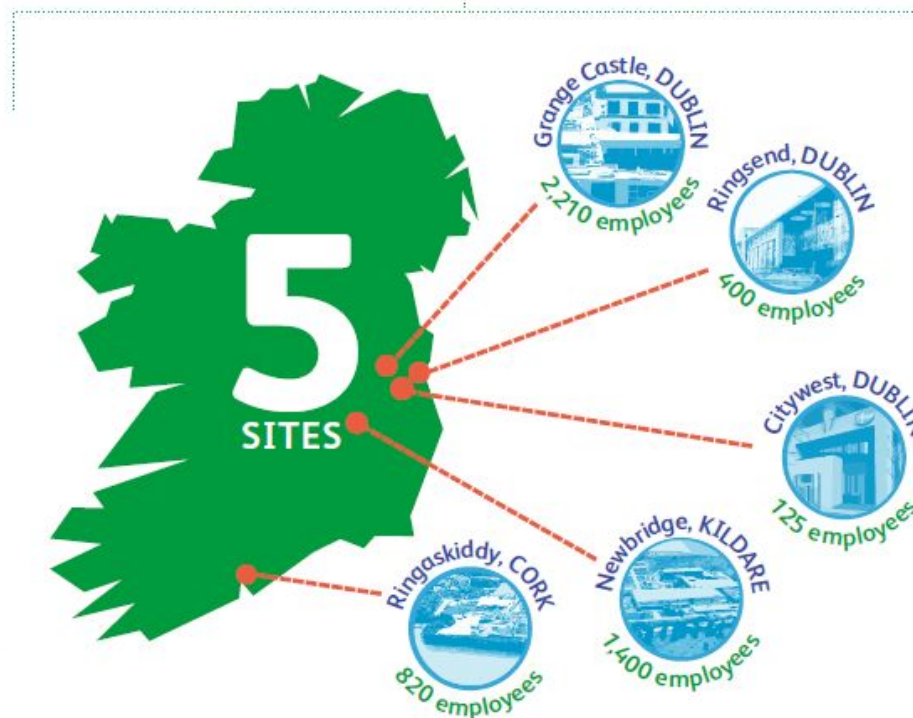 5
SITES
Grange Castle, DUBLIN
2,210 employees
Ringsend, DUBLIN
400 employees
Citywest, DUBLIN
125 employees
Newbridge, KILDARE
1,400 employees
Ringaskiddy, CORK
820 employees